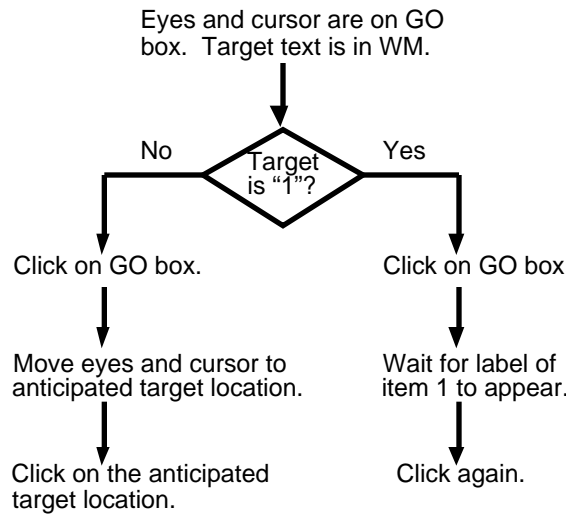 Eyes and cursor are on GO
box.  Target text is in WM.
No
Target
is “1”?
Yes
Click on GO box.
Click on GO box
Move eyes and cursor to
anticipated target location.
Wait for label of
item 1 to appear.
Click on the anticipated
target location.
Click again.